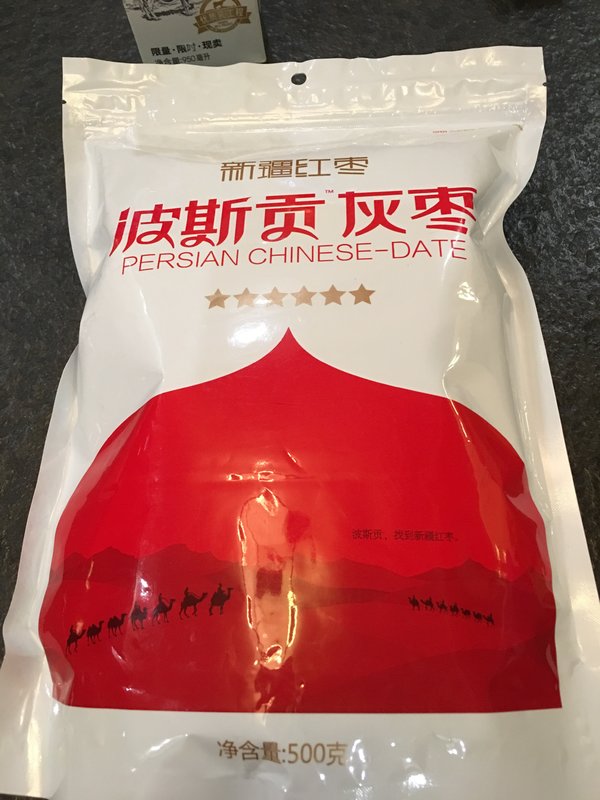 限量·限时·现卖
净含量:950毫升
新疆红枣
波斯贡™灰枣
PERSIAN CHINESE-DATE
波斯贡，找到新疆红枣。
净含量:500克